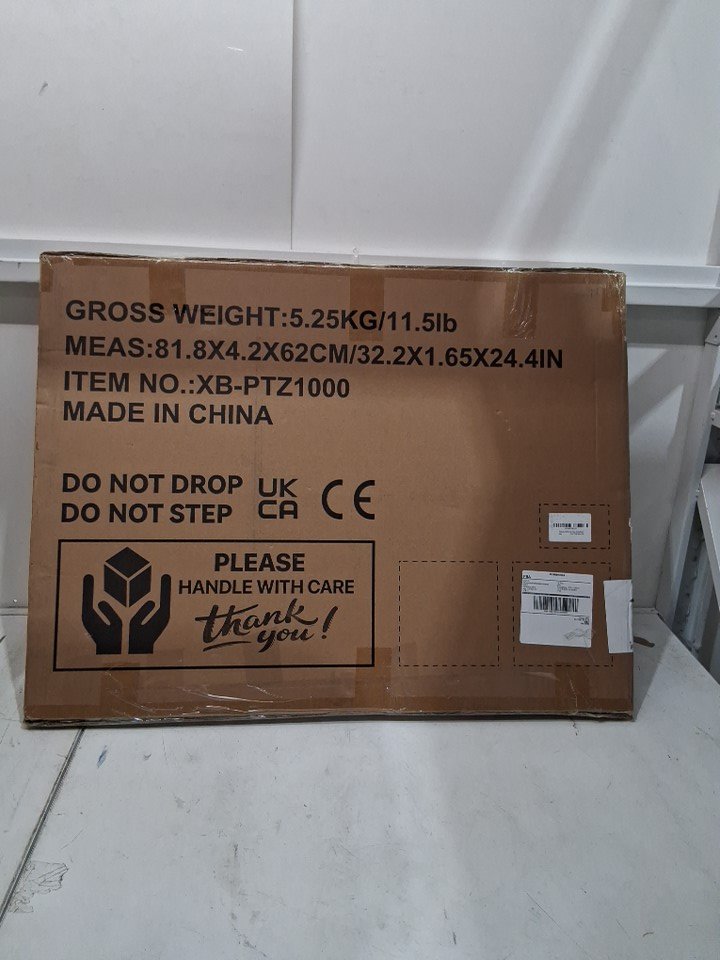 GROSS WEIGHT:5.25KG/11.5lb
MEAS:81.8X4.2X62CM/32.2X1.65X24.4IN
ITEM NO.:XB-PTZ1000
MADE IN CHINA
DO NOT DROP
DO NOT STEP
UK
CA
CE
PLEASE
HANDLE WITH CARE
thank
you!